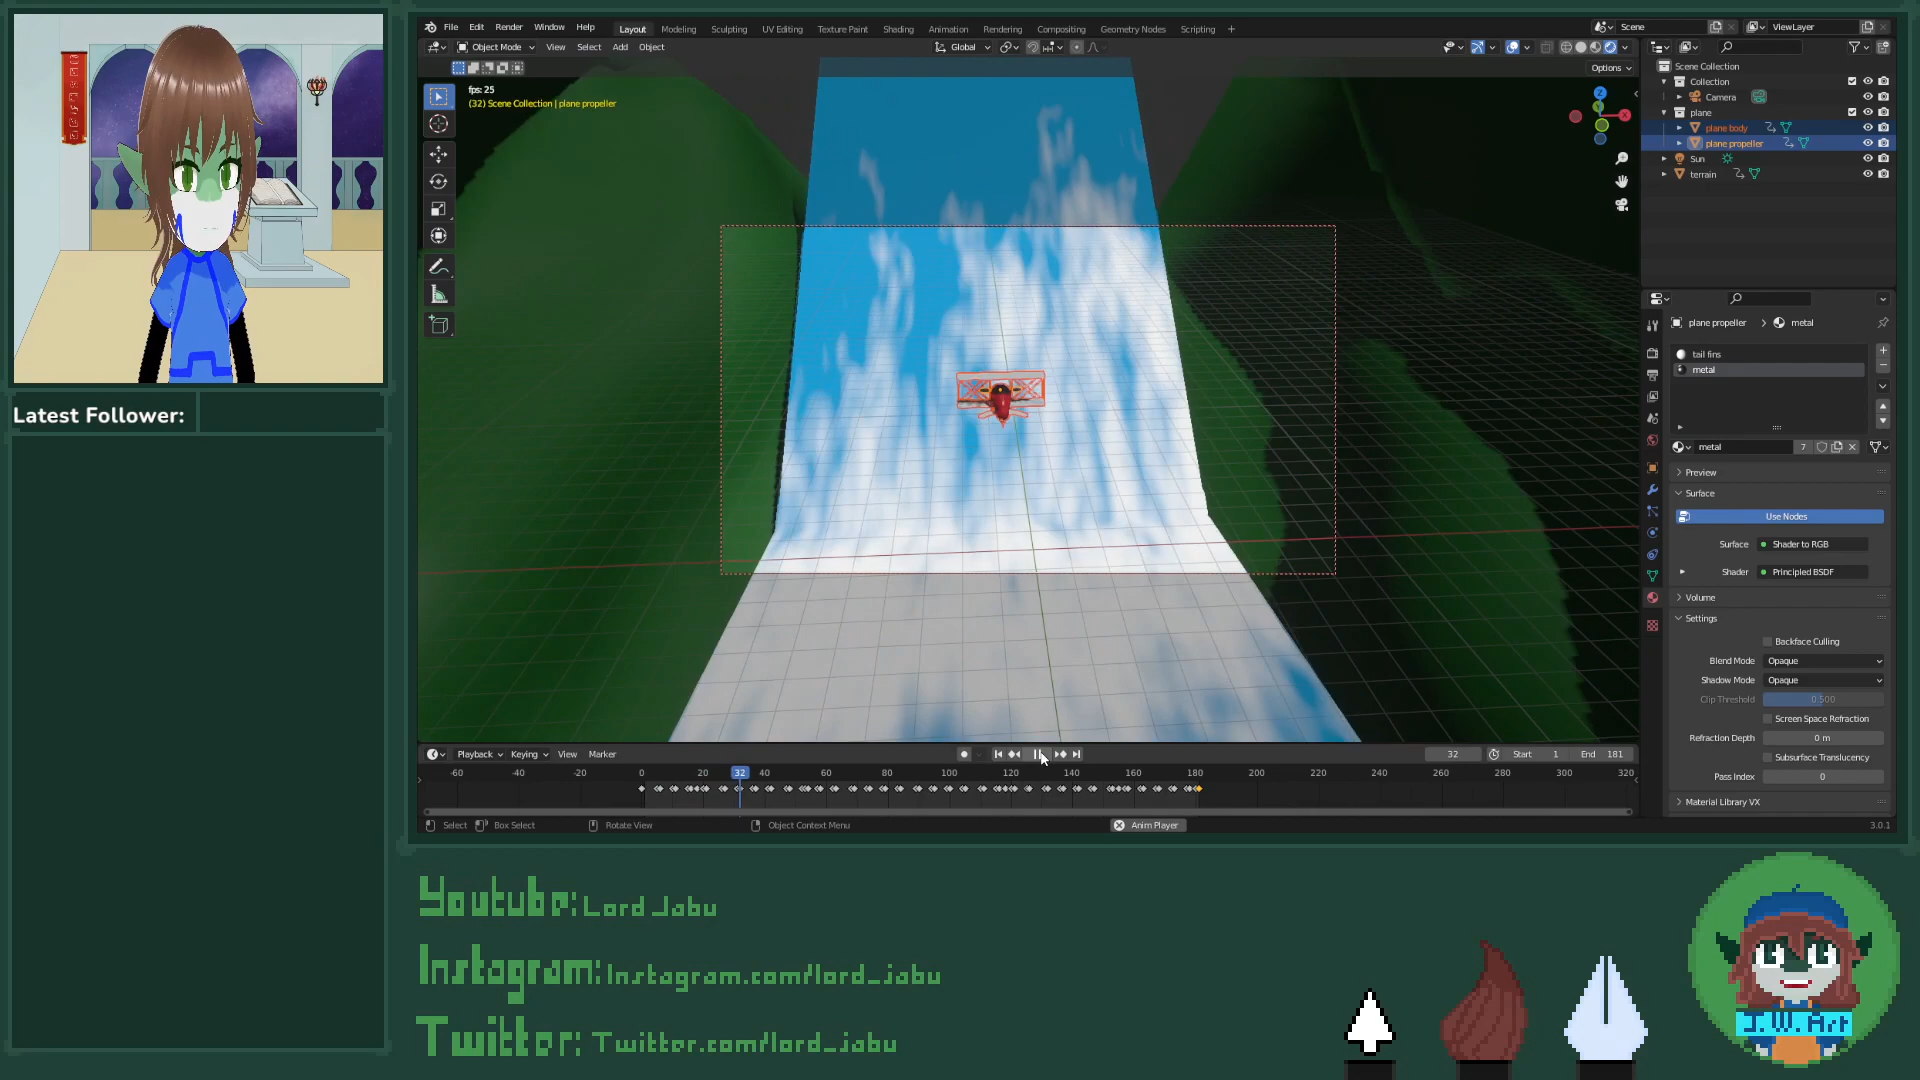 Latest Follower:
File Edit Render Window Help Layout Modeling Sculpting UV Editing Texture Paint Shading Animation Rendering Compositing Geometry Nodes Scripting + Scene ViewLayer
Object Mode View Select Add Object Global
Options
fps: 25
(32) Scene Collection | plane propeller
Z
X
Scene Collection
Collection
Camera
plane
plane body
plane propeller
Sun
terrain
plane propeller metal
tail fins
metal
metal 7
Preview
Surface
Use Nodes
Surface Shader to RGB
Shader Principled BSDF
Volume
Settings
Backface Culling
Blend Mode Opaque
Shadow Mode Opaque
Clip Threshold 0.500
Screen Space Refraction
Refraction Depth 0 m
Subsurface Translucency
Pass Index 0
Material Library VX
Playback Keying View Marker 32 Start 1 End 181
-60 -40 -20 0 20 32 40 60 80 100 120 140 160 180 200 220 240 260 280 300 320
Select Box Select Rotate View Object Context Menu Anim Player 3.0.1
Youtube: Lord Jabu
Instagram: Instagram.com/lord_jabu
Twitter: Twitter.com/lord_jabu
J.W. Art